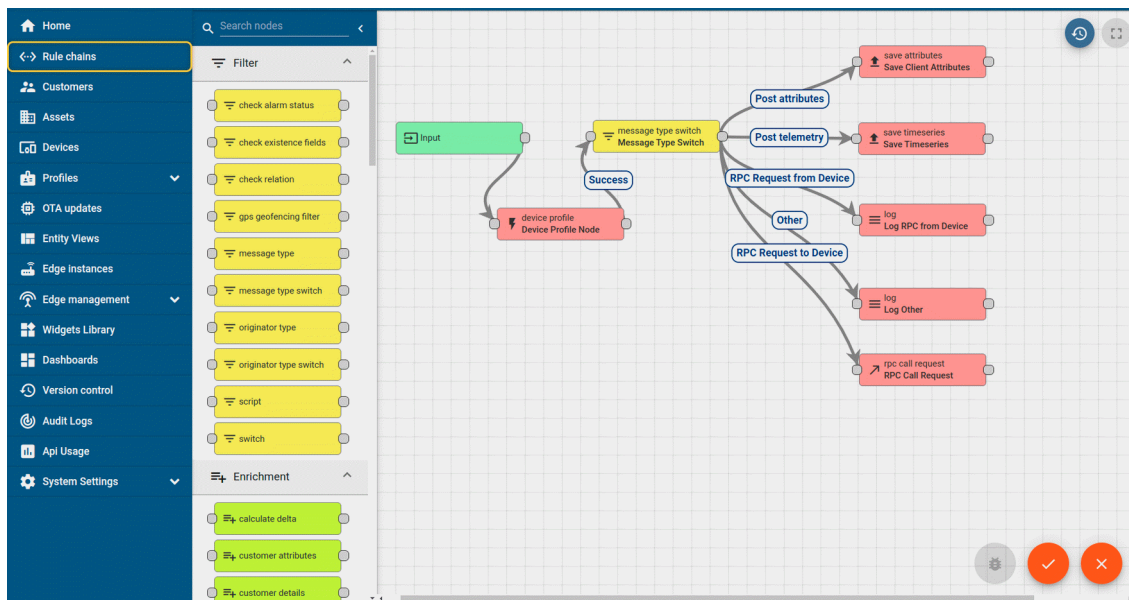 Home
Rule chains
Customers
Assets
Devices
Profiles
OTA updates
Entity Views
Edge instances
Edge management
Widgets Library
Dashboards
Version control
Audit Logs
Api Usage
System Settings
Search nodes
Filter
check alarm status
check existence fields
check relation
gps geofencing filter
message type
message type switch
originator type
originator type switch
script
switch
Enrichment
calculate delta
customer attributes
customer details
Input
device profile
Device Profile Node
Success
message type switch
Message Type Switch
Post attributes
Post telemetry
RPC Request from Device
Other
RPC Request to Device
save attributes
Save Client Attributes
save timeseries
Save Timeseries
log
Log RPC from Device
log
Log Other
rpc call request
RPC Call Request